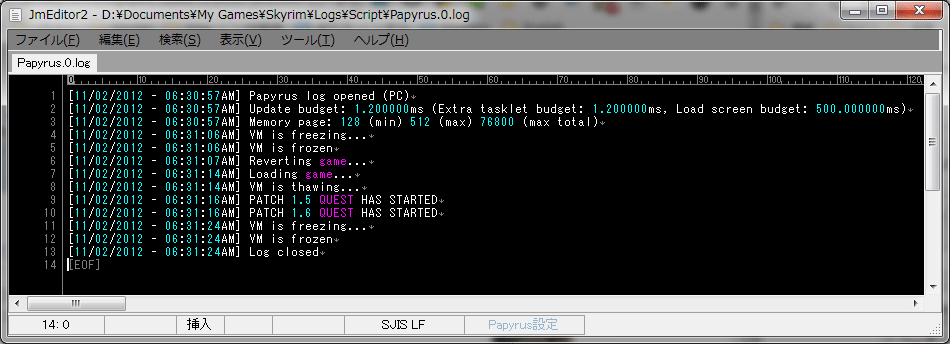 JmEditor2 - D:¥Documents¥My Games¥Skyrim¥Logs¥Script¥Papyrus.0.log
ファイル(F) 編集(E) 検索(S) 表示(V) ツール(T) ヘルプ(H)
Papyrus.0.log
0 10 20 30 40 50 60 70 80 90 100 110 120
1 [11/02/2012 - 06:30:57AM] Papyrus log opened (PC)↓
2 [11/02/2012 - 06:30:57AM] Update budget: 1.200000ms (Extra tasklet budget: 1.200000ms, Load screen budget: 500.000000ms)↓
3 [11/02/2012 - 06:30:57AM] Memory page: 128 (min) 512 (max) 76800 (max total)↓
4 [11/02/2012 - 06:31:06AM] VM is freezing...↓
5 [11/02/2012 - 06:31:06AM] VM is frozen↓
6 [11/02/2012 - 06:31:07AM] Reverting game...↓
7 [11/02/2012 - 06:31:14AM] Loading game...↓
8 [11/02/2012 - 06:31:14AM] VM is thawing...↓
9 [11/02/2012 - 06:31:16AM] PATCH 1.5 QUEST HAS STARTED↓
10 [11/02/2012 - 06:31:16AM] PATCH 1.6 QUEST HAS STARTED↓
11 [11/02/2012 - 06:31:24AM] VM is freezing...↓
12 [11/02/2012 - 06:31:24AM] VM is frozen↓
13 [11/02/2012 - 06:31:24AM] Log closed↓
14 [EOF]
14: 0 挿入 SJIS LF Papyrus設定